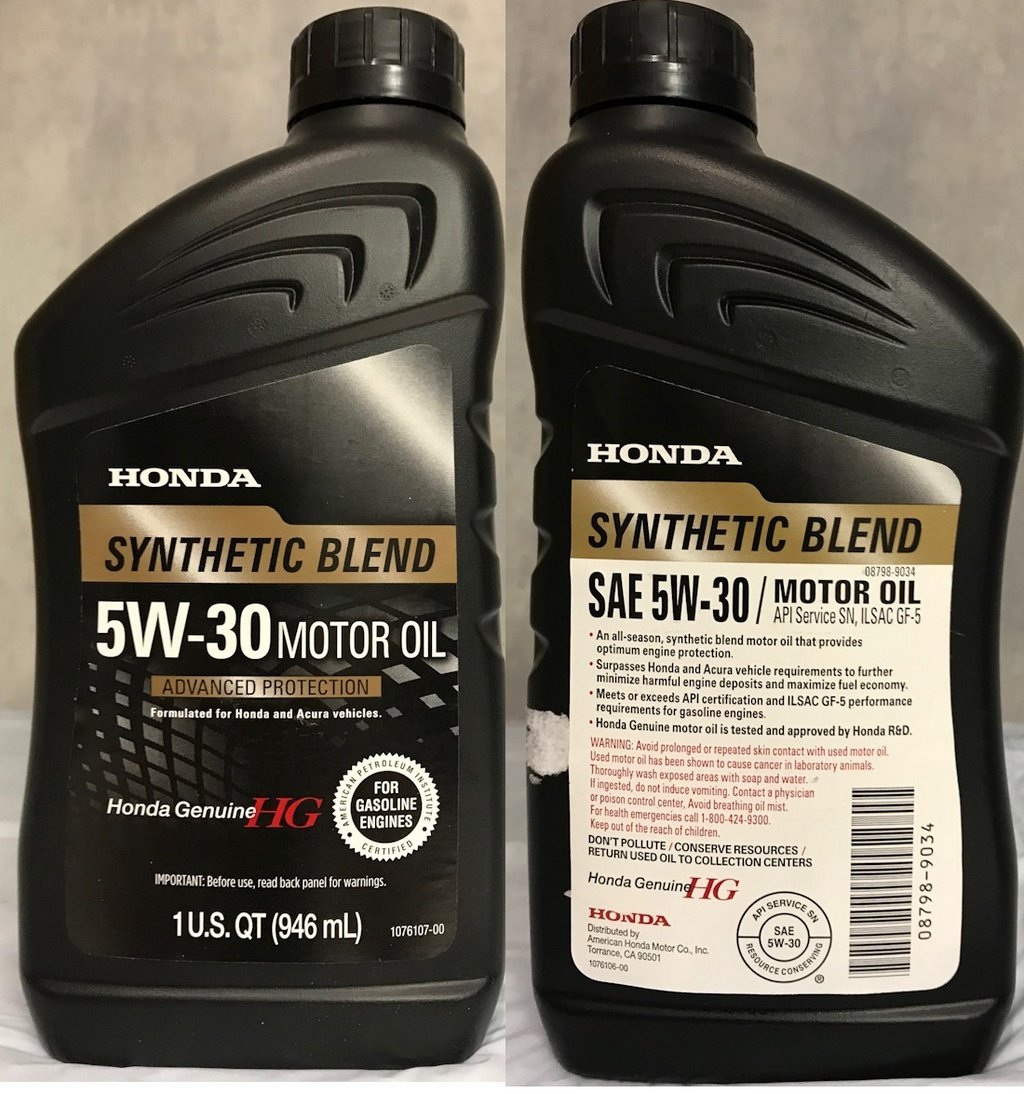 HONDA
SYNTHETIC BLEND
5W-30 MOTOR OIL
ADVANCED PROTECTION
Formulated for Honda and Acura vehicles.
Honda Genuine HG
AMERICAN PETROLEUM INSTITUTE
FOR
GASOLINE
ENGINES
CERTIFIED
IMPORTANT: Before use, read back panel for warnings.
1 U.S. QT (946 mL)
1076107-00
HONDA
SYNTHETIC BLEND
08798-9034
SAE 5W-30 / MOTOR OIL
API Service SN, ILSAC GF-5
• An all-season, synthetic blend motor oil that provides
optimum engine protection.
• Surpasses Honda and Acura vehicle requirements to further
minimize harmful engine deposits and maximize fuel economy.
• Meets or exceeds API certification and ILSAC GF-5 performance
requirements for gasoline engines.
• Honda Genuine motor oil is tested and approved by Honda R&D.
WARNING: Avoid prolonged or repeated skin contact with used motor oil.
Used motor oil has been shown to cause cancer in laboratory animals.
Thoroughly wash exposed areas with soap and water.
If ingested, do not induce vomiting. Contact a physician
or poison control center, Avoid breathing oil mist.
For health emergencies call 1-800-424-9300.
Keep out of the reach of children.
DON'T POLLUTE / CONSERVE RESOURCES /
RETURN USED OIL TO COLLECTION CENTERS
Honda Genuine HG
HONDA
Distributed by
American Honda Motor Co., Inc.
Torrance, CA 90501
1076106-00
API SERVICE SN
SAE
5W-30
RESOURCE CONSERVING
®
08798-9034